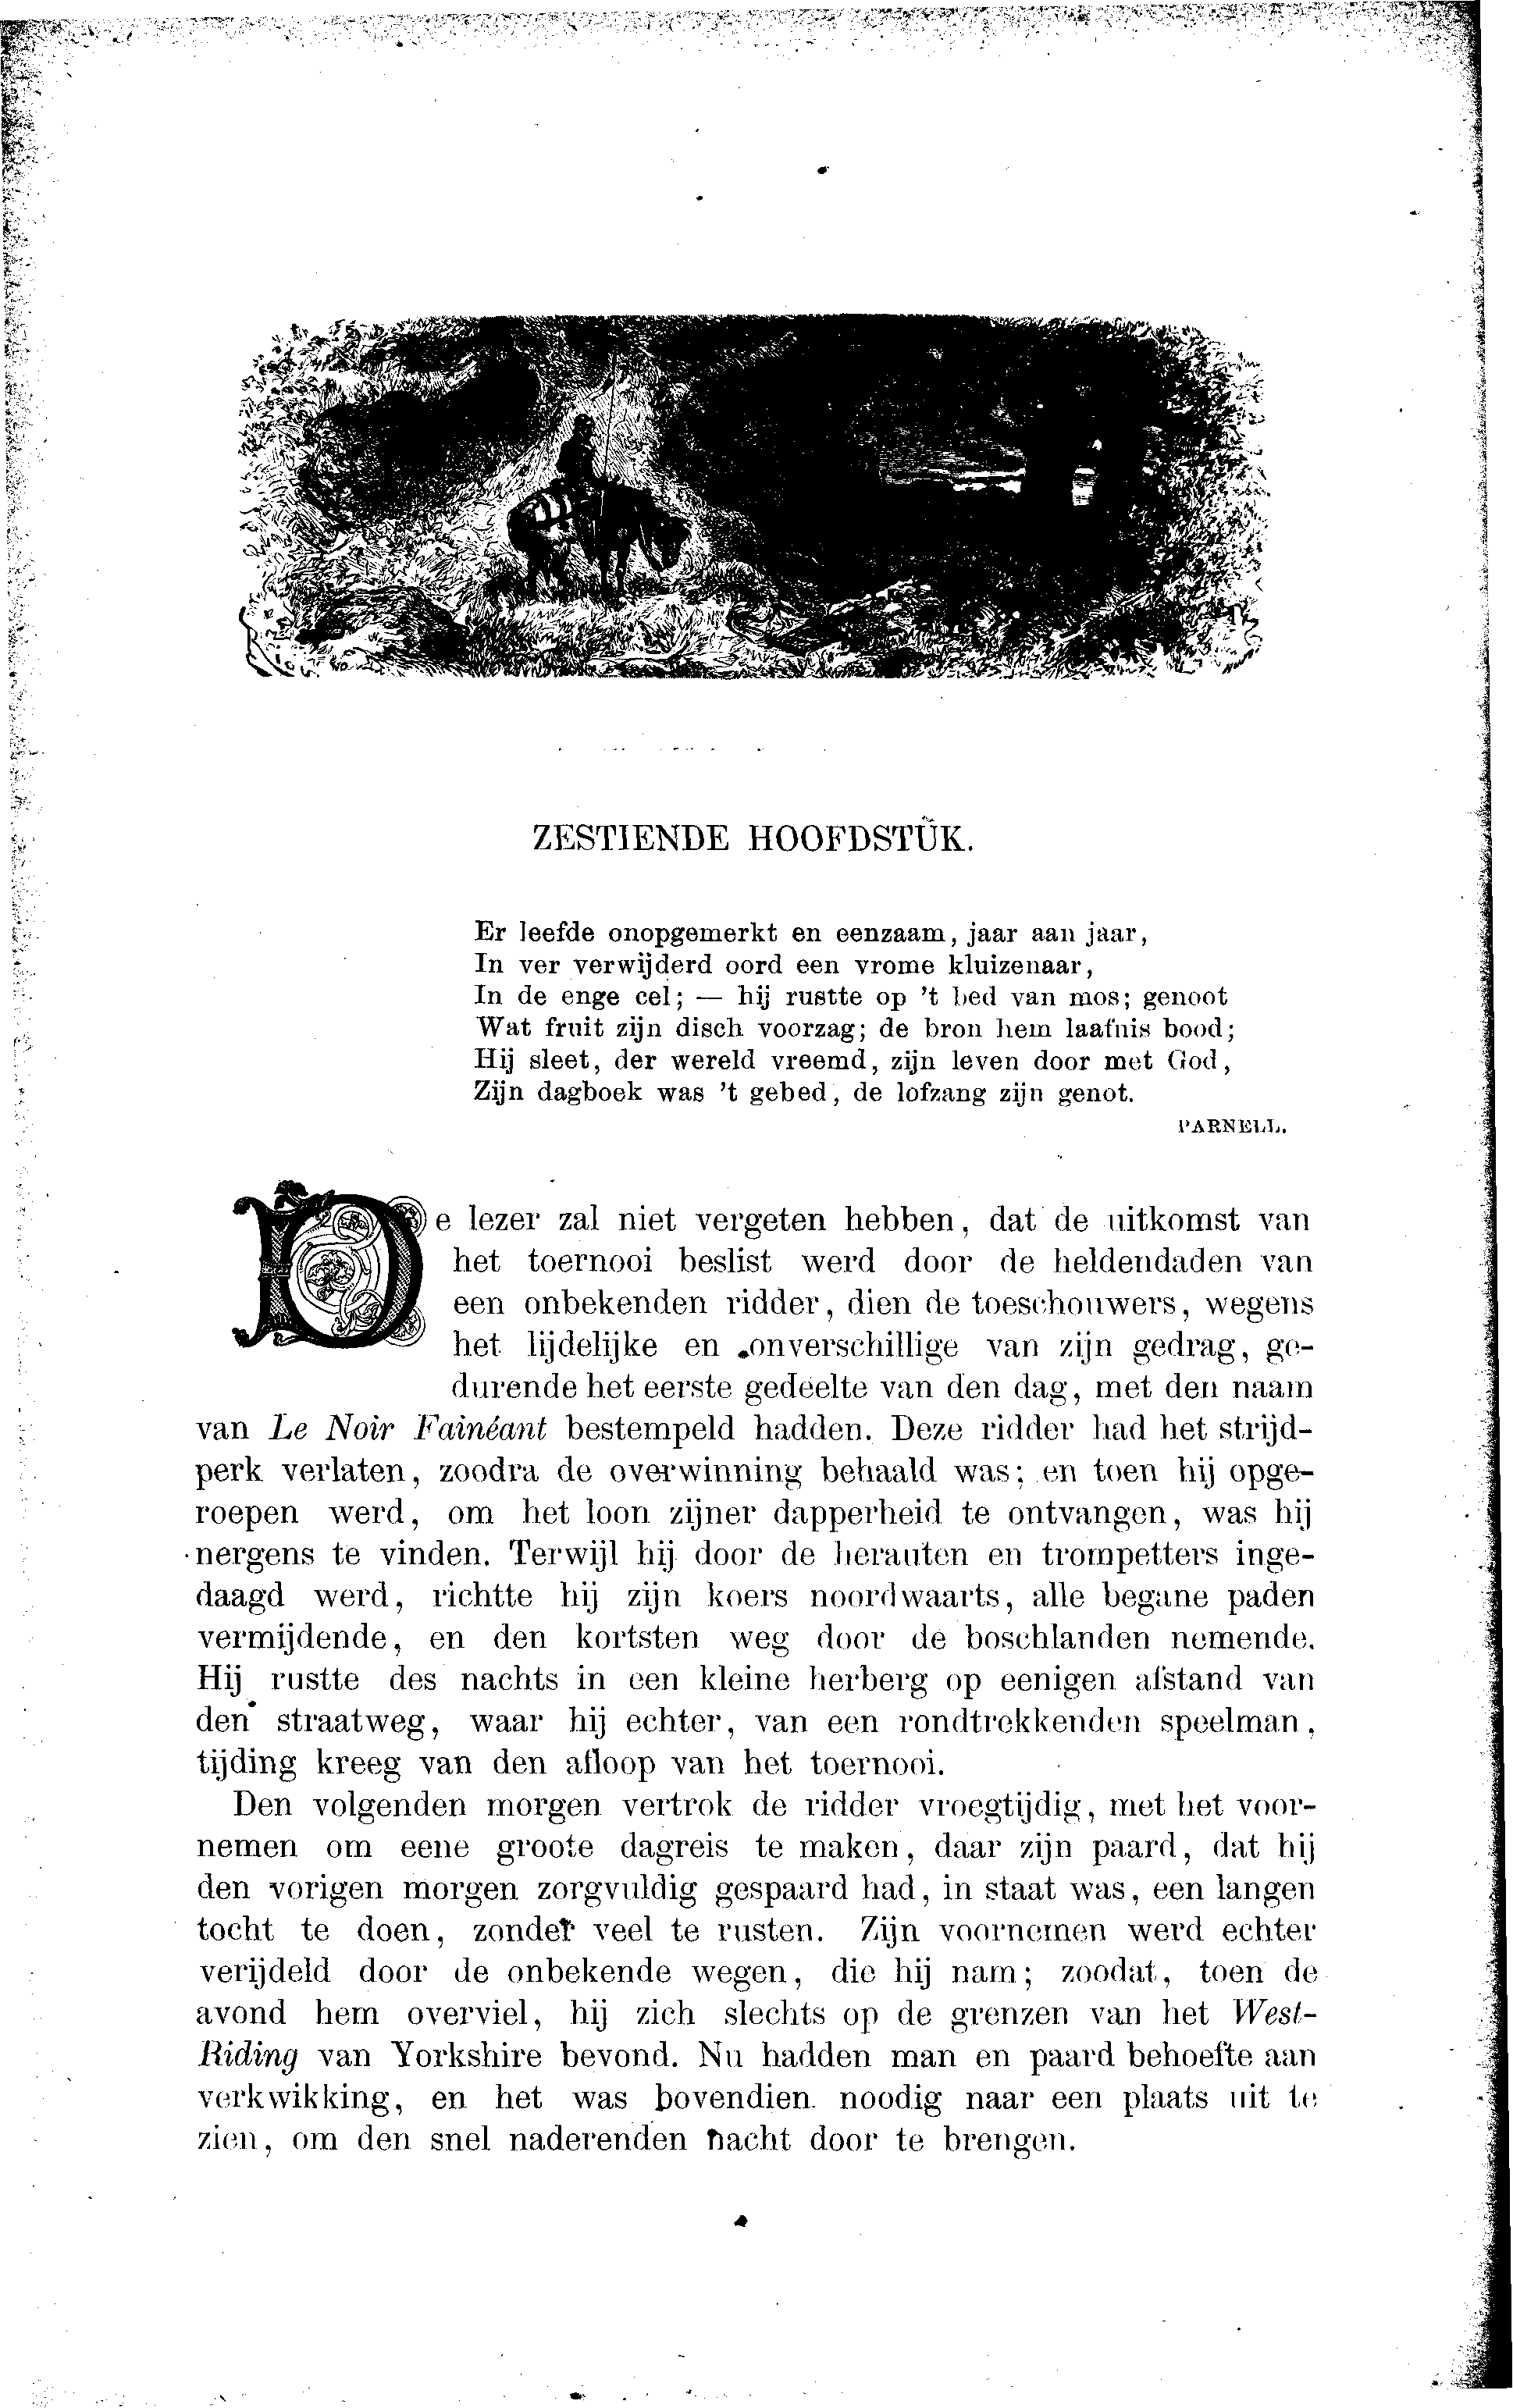 ZESTIENDE HOOFDSTUK.
Er leefde onopgemerkt en eenzaam, jaar aan jaar,
In ver verwijderd oord een vrome kluizenaar,
In de enge cel; — hij rustte op 't bed van mos; genoot
Wat fruit zijn disch voorzag; de bron hem laafnis bood;
Hij sleet, der wereld vreemd, zijn leven door met God,
Zijn dagboek was 't gebed, de lofzang zijn genot.
PARNELL.
De lezer zal niet vergeten hebben, dat de uitkomst van
het toernooi beslist werd door de heldendaden van
een onbekenden ridder, dien de toeschouwers, wegens
het lijdelijke en onverschillige van zijn gedrag, ge-
durende het eerste gedeelte van den dag, met den naam
van Le Noir Fainéant bestempeld hadden. Deze ridder had het strijd-
perk verlaten, zoodra de overwinning behaald was; en toen hij opge-
roepen werd, om het loon zijner dapperheid te ontvangen, was hij
nergens te vinden. Terwijl hij door de herauten en trompetters inge-
daagd werd, richtte hij zijn koers noordwaarts, alle begane paden
vermijdende, en den kortsten weg door de boschlanden nemende.
Hij rustte des nachts in een kleine herberg op eenigen afstand van
den straatweg, waar hij echter, van een rondtrekkenden speelman,
tijding kreeg van den afloop van het toernooi.
Den volgenden morgen vertrok de ridder vroegtijdig, met het voor-
nemen om eene groote dagreis te maken, daar zijn paard, dat hij
den vorigen morgen zorgvuldig gespaard had, in staat was, een langen
tocht te doen, zonder veel te rusten. Zijn voornemen werd echter
verijdeld door de onbekende wegen, die hij nam; zoodat, toen de
avond hem overviel, hij zich slechts op de grenzen van het West-
Riding van Yorkshire bevond. Nu hadden man en paard behoefte aan
verkwikking, en het was bovendien noodig naar een plaats uit te
zien, om den snel naderenden nacht door te brengen.